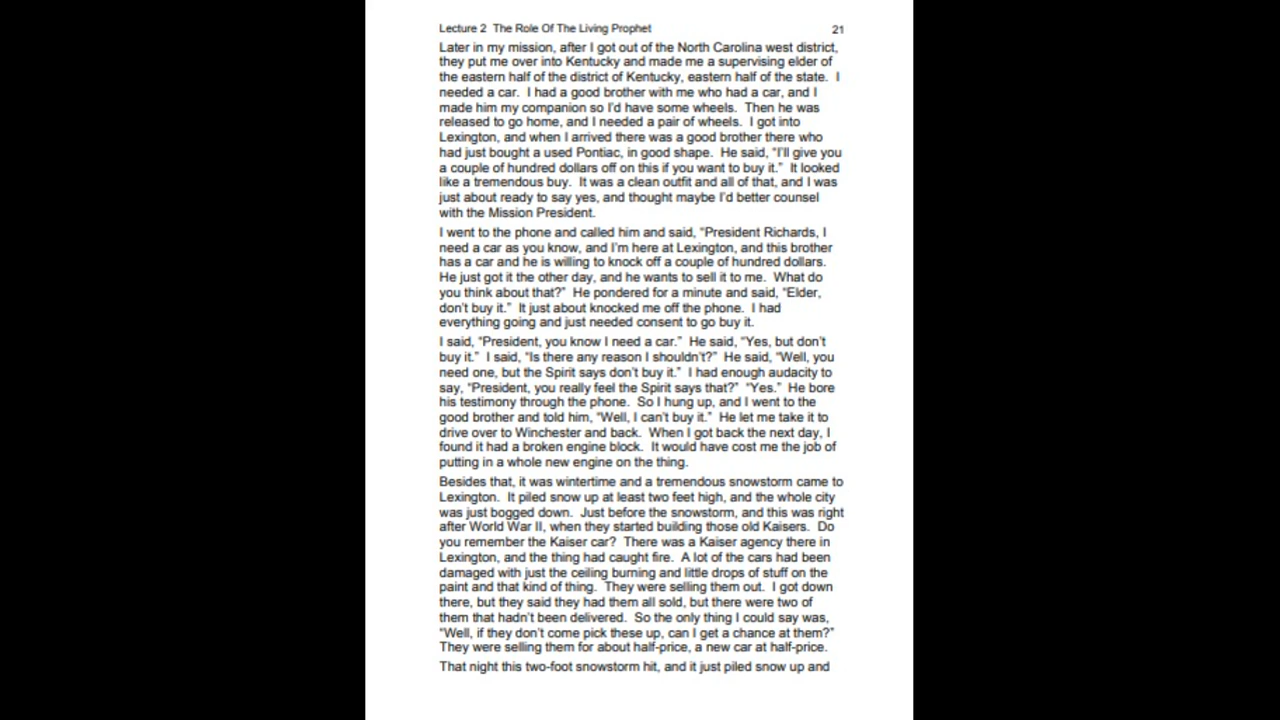 Lecture 2 The Role Of The Living Prophet 21
Later in my mission, after I got out of the North Carolina west district,
they put me over into Kentucky and made me a supervising elder of
the eastern half of the district of Kentucky, eastern half of the state. I
needed a car. I had a good brother with me who had a car, and I
made him my companion so I'd have some wheels. Then he was
released to go home, and I needed a pair of wheels. I got into
Lexington, and when I arrived there was a good brother there who
had just bought a used Pontiac, in good shape. He said, “I'll give you
a couple of hundred dollars off on this if you want to buy it.” It looked
like a tremendous buy. It was a clean outfit and all of that, and I was
just about ready to say yes, and thought maybe I'd better counsel
with the Mission President.
I went to the phone and called him and said, “President Richards, I
need a car as you know, and I'm here at Lexington, and this brother
has a car and he is willing to knock off a couple of hundred dollars.
He just got it the other day, and he wants to sell it to me. What do
you think about that?” He pondered for a minute and said, “Elder,
don't buy it.” It just about knocked me off the phone. I had
everything going and just needed consent to go buy it.
I said, “President, you know I need a car.” He said, “Yes, but don't
buy it.” I said, “Is there any reason I shouldn't?” He said, “Well, you
need one, but the Spirit says don't buy it.” I had enough audacity to
say, “President, you really feel the Spirit says that?” “Yes.” He bore
his testimony through the phone. So I hung up, and I went to the
good brother and told him, “Well, I can't buy it.” He let me take it to
drive over to Winchester and back. When I got back the next day, I
found it had a broken engine block. It would have cost me the job of
putting in a whole new engine on the thing.
Besides that, it was wintertime and a tremendous snowstorm came to
Lexington. It piled snow up at least two feet high, and the whole city
was just bogged down. Just before the snowstorm, and this was right
after World War II, when they started building those old Kaisers. Do
you remember the Kaiser car? There was a Kaiser agency there in
Lexington, and the thing had caught fire. A lot of the cars had been
damaged with just the ceiling burning and little drops of stuff on the
paint and that kind of thing. They were selling them out. I got down
there, but they said they had them all sold, but there were two of
them that hadn't been delivered. So the only thing I could say was,
“Well, if they don't come pick these up, can I get a chance at them?”
They were selling them for about half-price, a new car at half-price.
That night this two-foot snowstorm hit, and it just piled snow up and